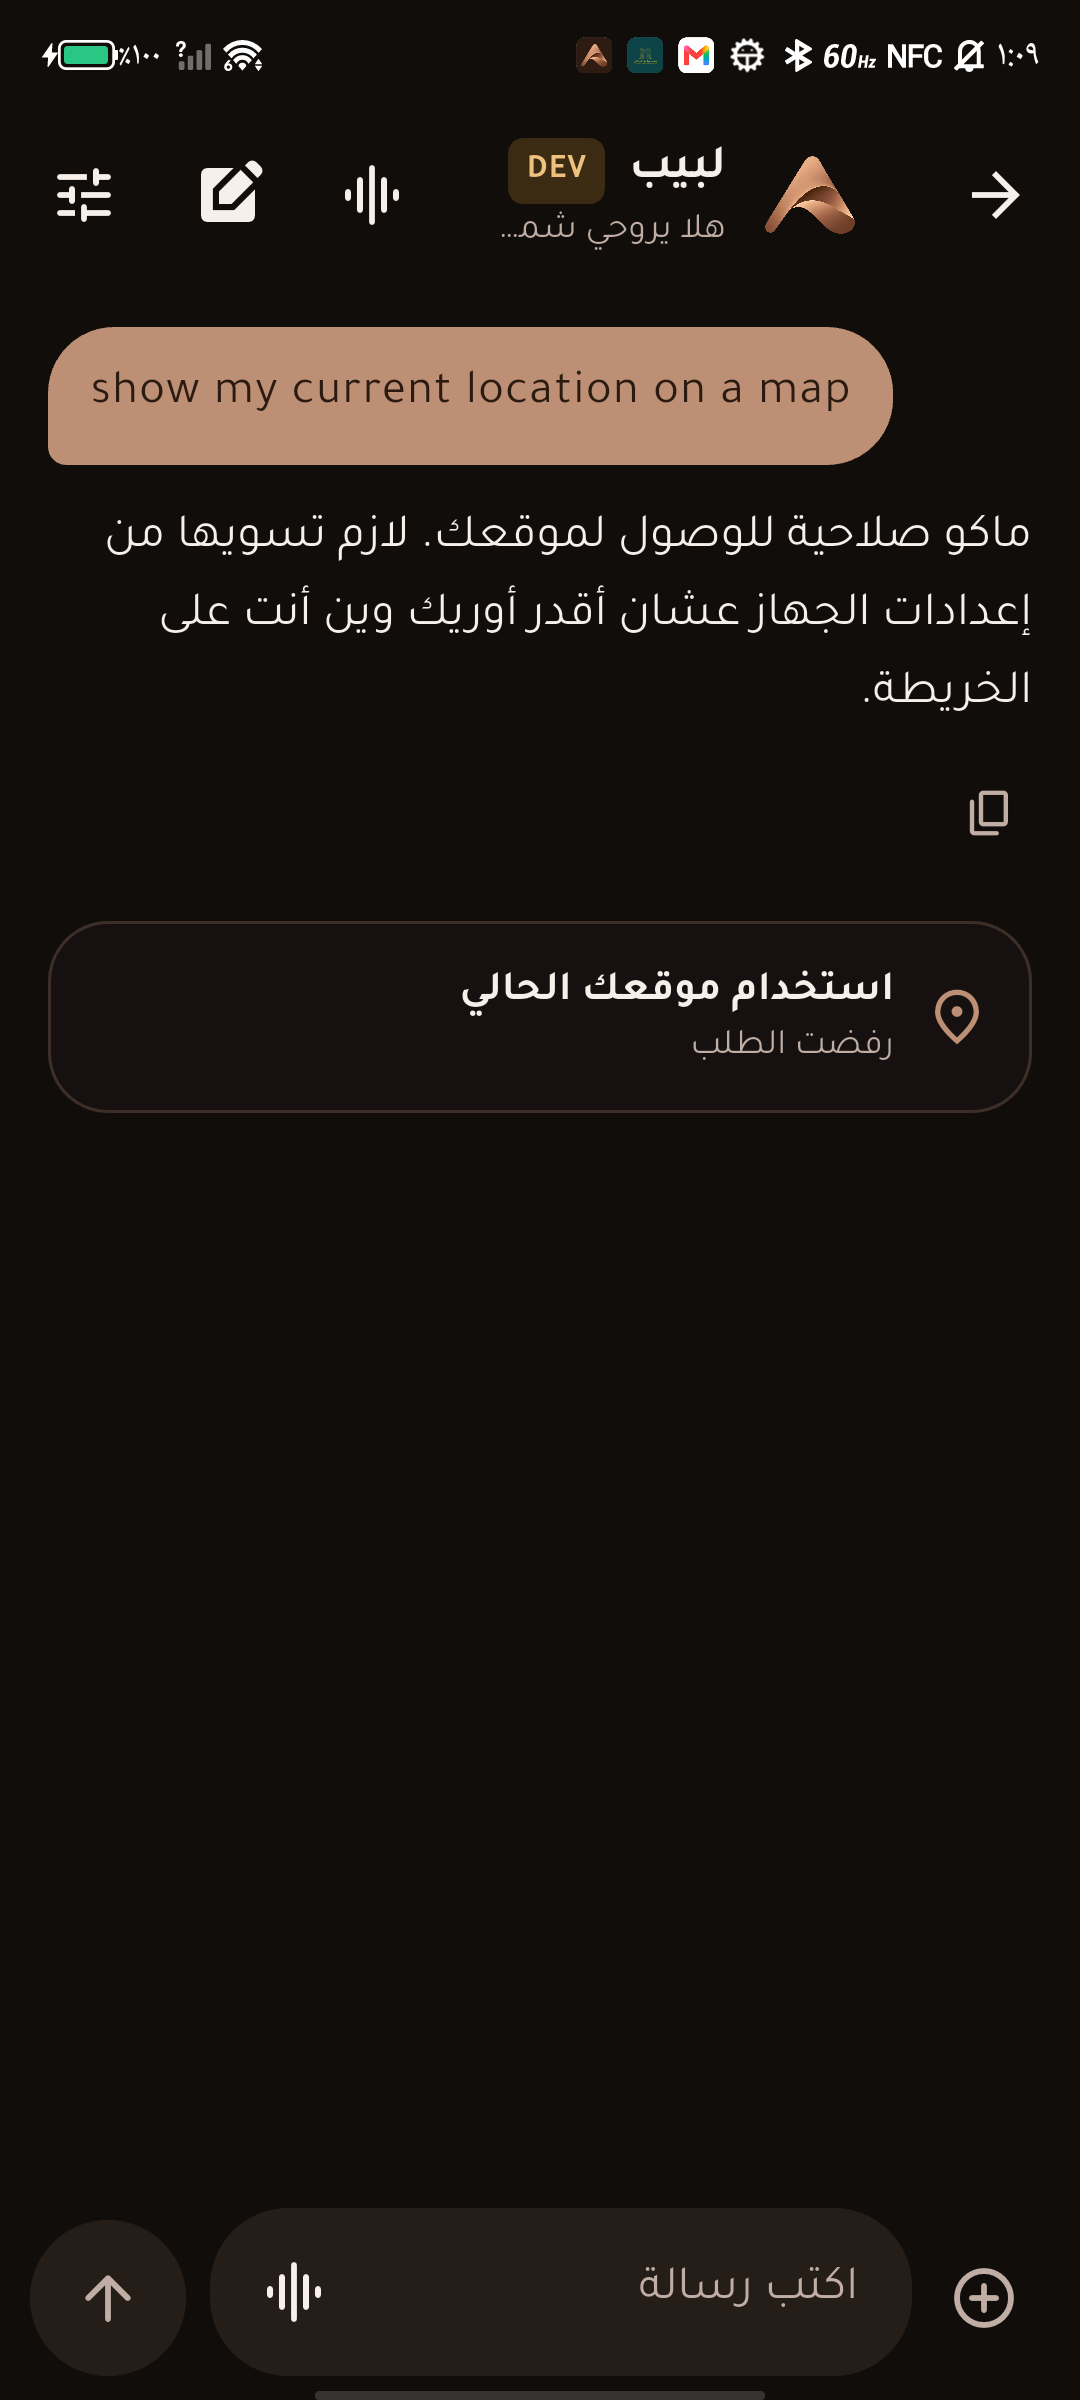 ١:٠٩ NFC 60Hz
٪١٠٠
لبيب DEV
هلا يروحي شم...
show my current location on a map
ماكو صلاحية للوصول لموقعك. لازم تسويها من
إعدادات الجهاز عشان أقدر أوريك وين أنت على
الخريطة.
استخدام موقعك الحالي
رفضت الطلب
اكتب رسالة